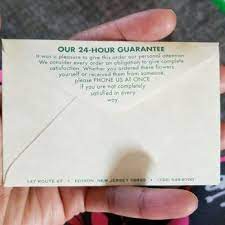 OUR 24-HOUR GUARANTEE
It was a pleasure to give this order our personal attention.
We consider every order an obligation to give complete
satisfaction. Whether you ordered these flowers
yourself or received them from someone,
please PHONE US AT ONCE
if you are not completely
satisfied in every
way.
ROUTE • EDISON, NEW JERSEY •